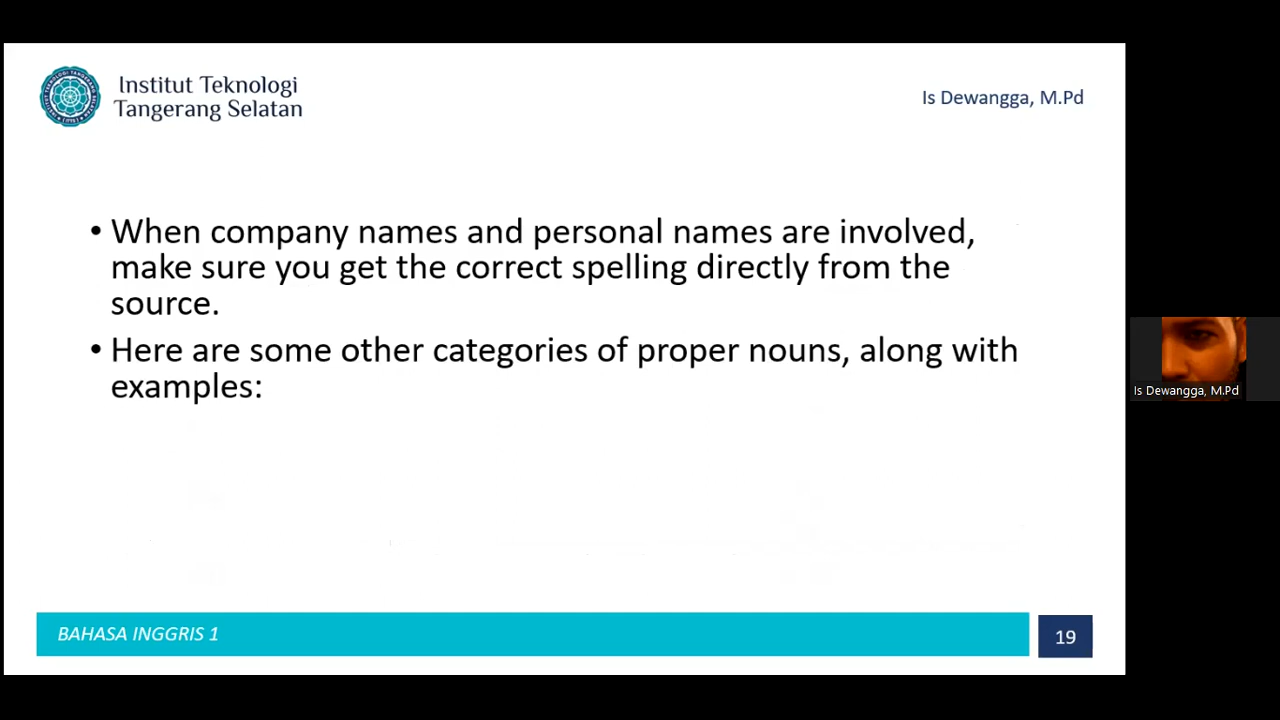 Institut Teknologi
Tangerang Selatan
Is Dewangga, M.Pd
• When company names and personal names are involved,
make sure you get the correct spelling directly from the
source.
• Here are some other categories of proper nouns, along with
examples:
Is Dewangga, M.Pd
BAHASA INGGRIS 1
19